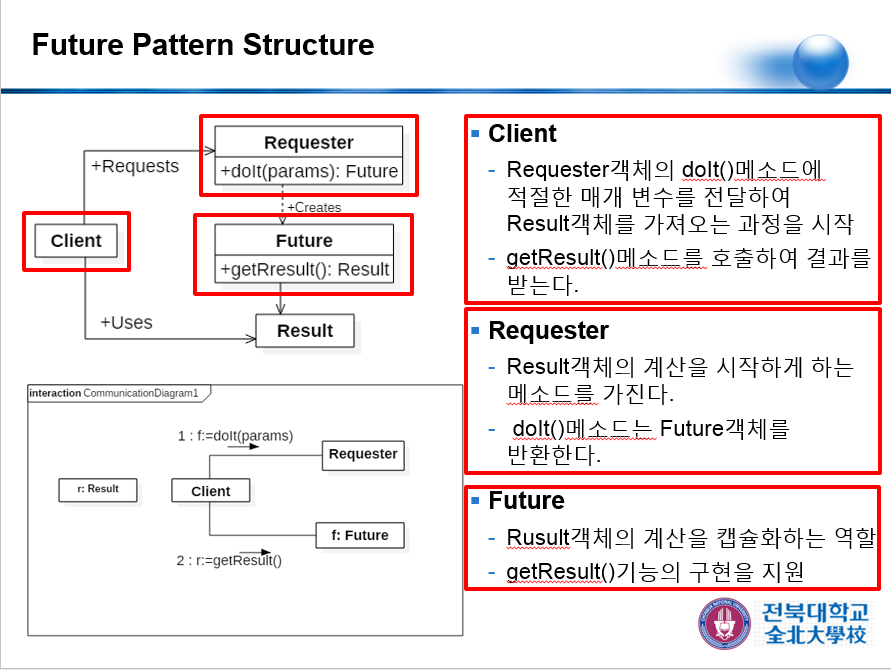 Future Pattern Structure
Requester
+doIt(params): Future
+Requests
+Creates
Client
Future
+getRresult(): Result
+Uses
Result
interaction CommunicationDiagram1
1 : f:=doIt(params)
Requester
r: Result
Client
f: Future
2 : r:=getResult()
Client
- Requester객체의 doIt()메소드에
적절한 매개 변수를 전달하여
Result객체를 가져오는 과정을 시작
- getResult()메소드를 호출하여 결과를
받는다.
Requester
- Result객체의 계산을 시작하게 하는
메소드를 가진다.
- doIt()메소드는 Future객체를
반환한다.
Future
- Rusult객체의 계산을 캡슐화하는 역할
- getResult()기능의 구현을 지원
전북대학교
全北大學校